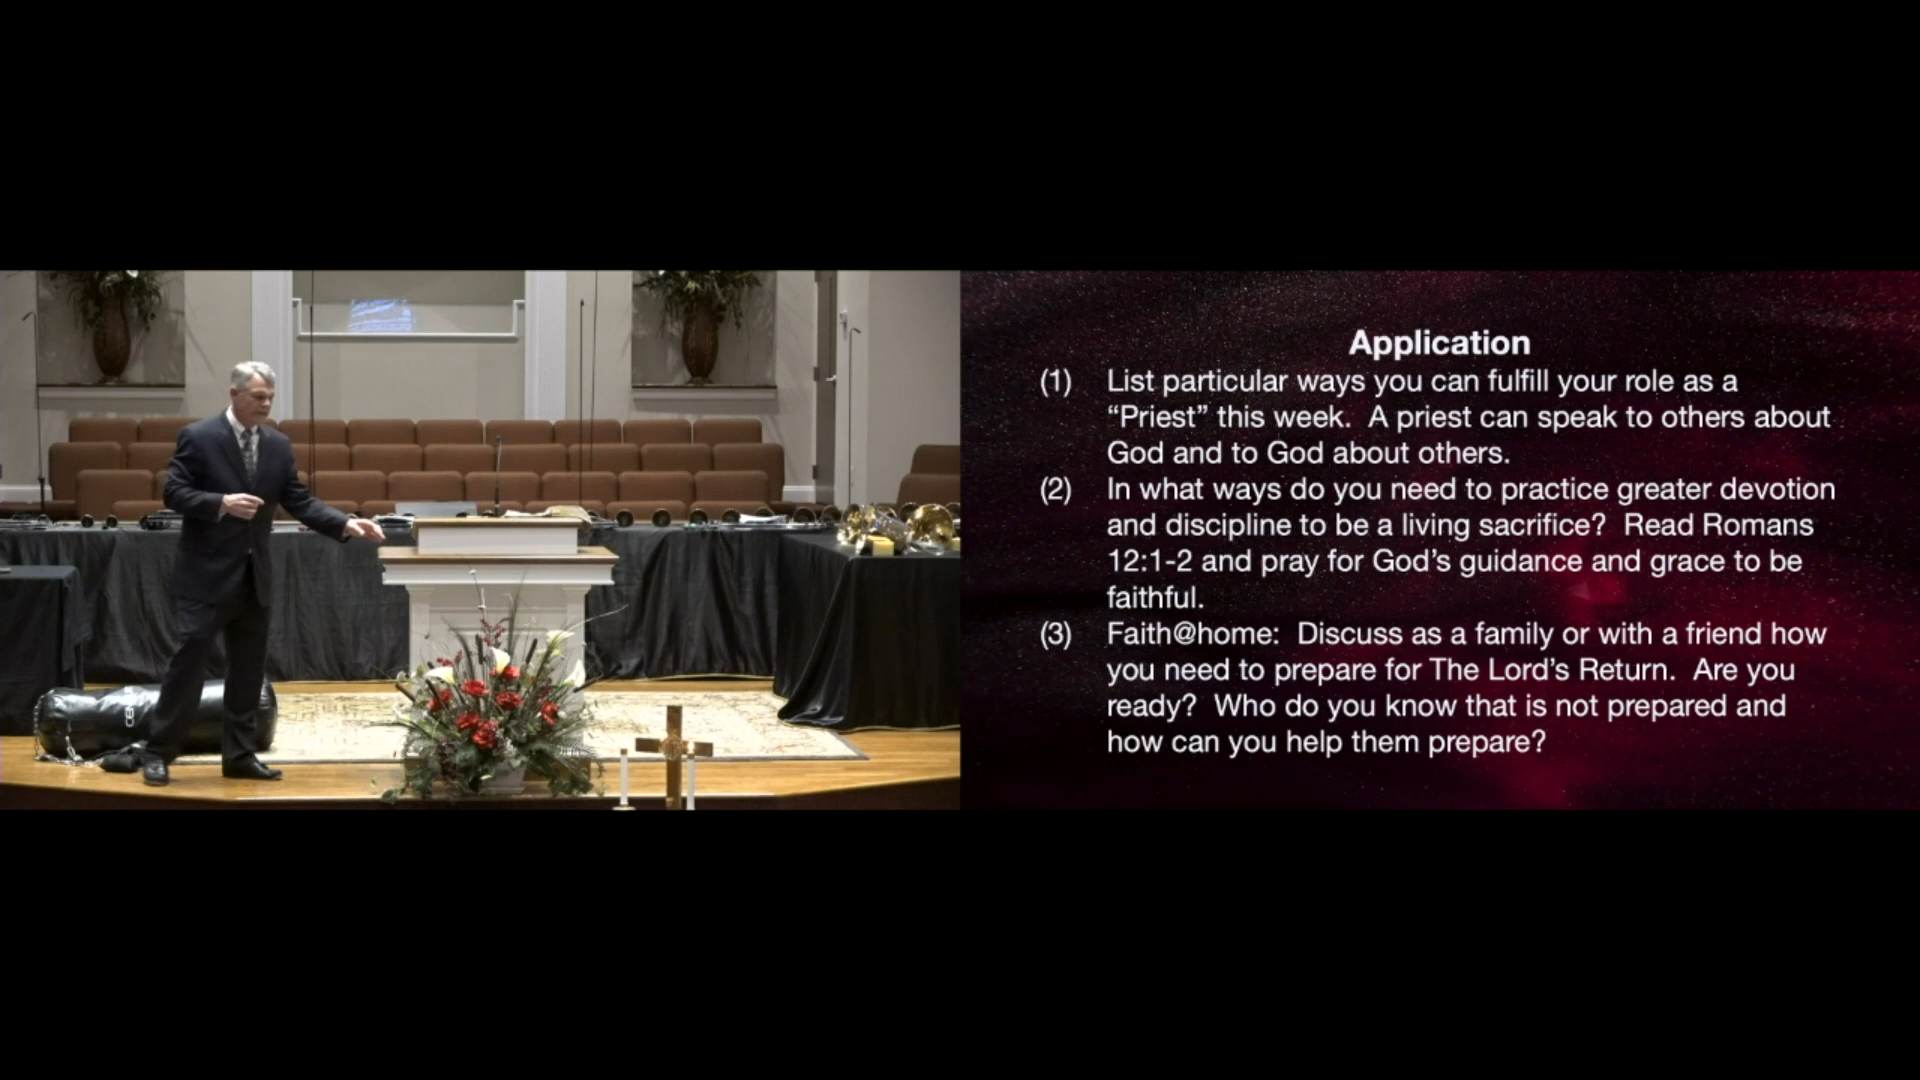 Application
(1) List particular ways you can fulfill your role as a
“Priest” this week.  A priest can speak to others about
God and to God about others.
(2) In what ways do you need to practice greater devotion
and discipline to be a living sacrifice?  Read Romans
12:1-2 and pray for God’s guidance and grace to be
faithful.
(3) Faith@home:  Discuss as a family or with a friend how
you need to prepare for The Lord’s Return.  Are you
ready?  Who do you know that is not prepared and
how can you help them prepare?